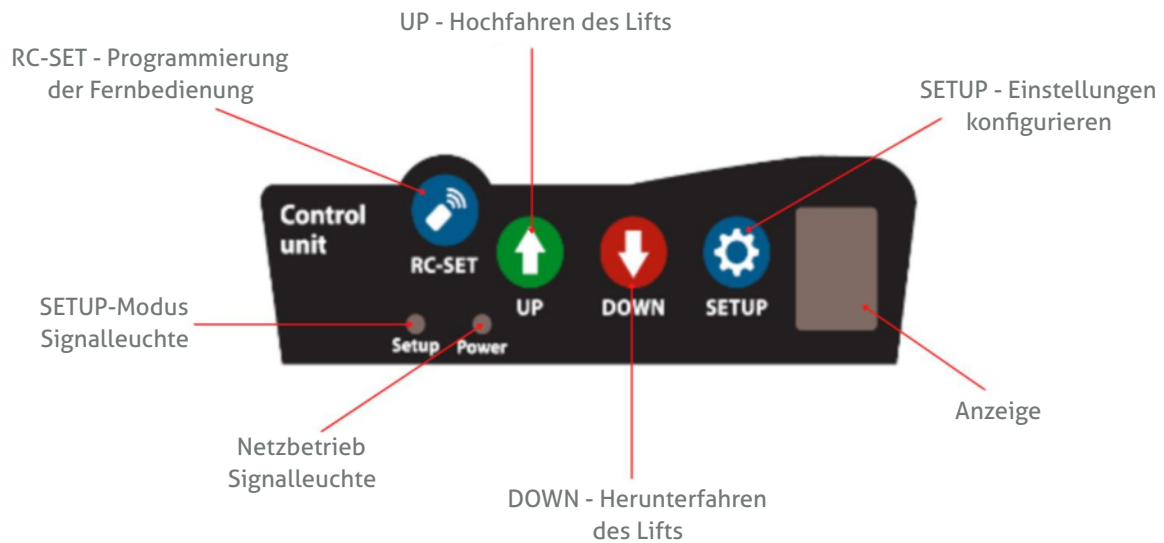 UP - Hochfahren des Lifts
RC-SET - Programmierung
der Fernbedienung
SETUP - Einstellungen
konfigurieren
Control
unit
RC-SET
UP
DOWN
SETUP
Setup
Power
SETUP-Modus
Signalleuchte
Anzeige
Netzbetrieb
Signalleuchte
DOWN - Herunterfahren
des Lifts